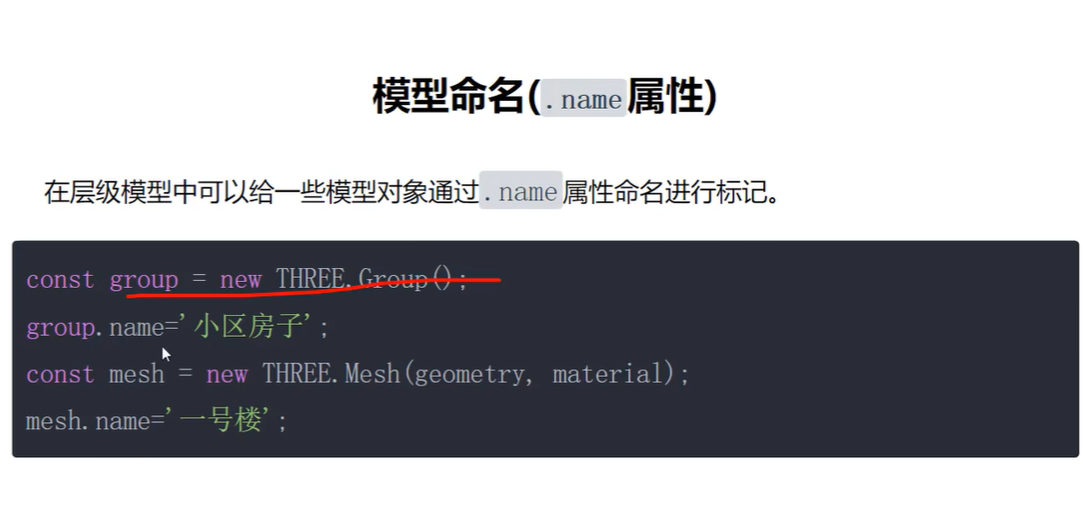 模型命名(.name属性)
在层级模型中可以给一些模型对象通过.name属性命名进行标记。
const group = new THREE.Group();
group.name='小区房子';
const mesh = new THREE.Mesh(geometry, material);
mesh.name='一号楼';